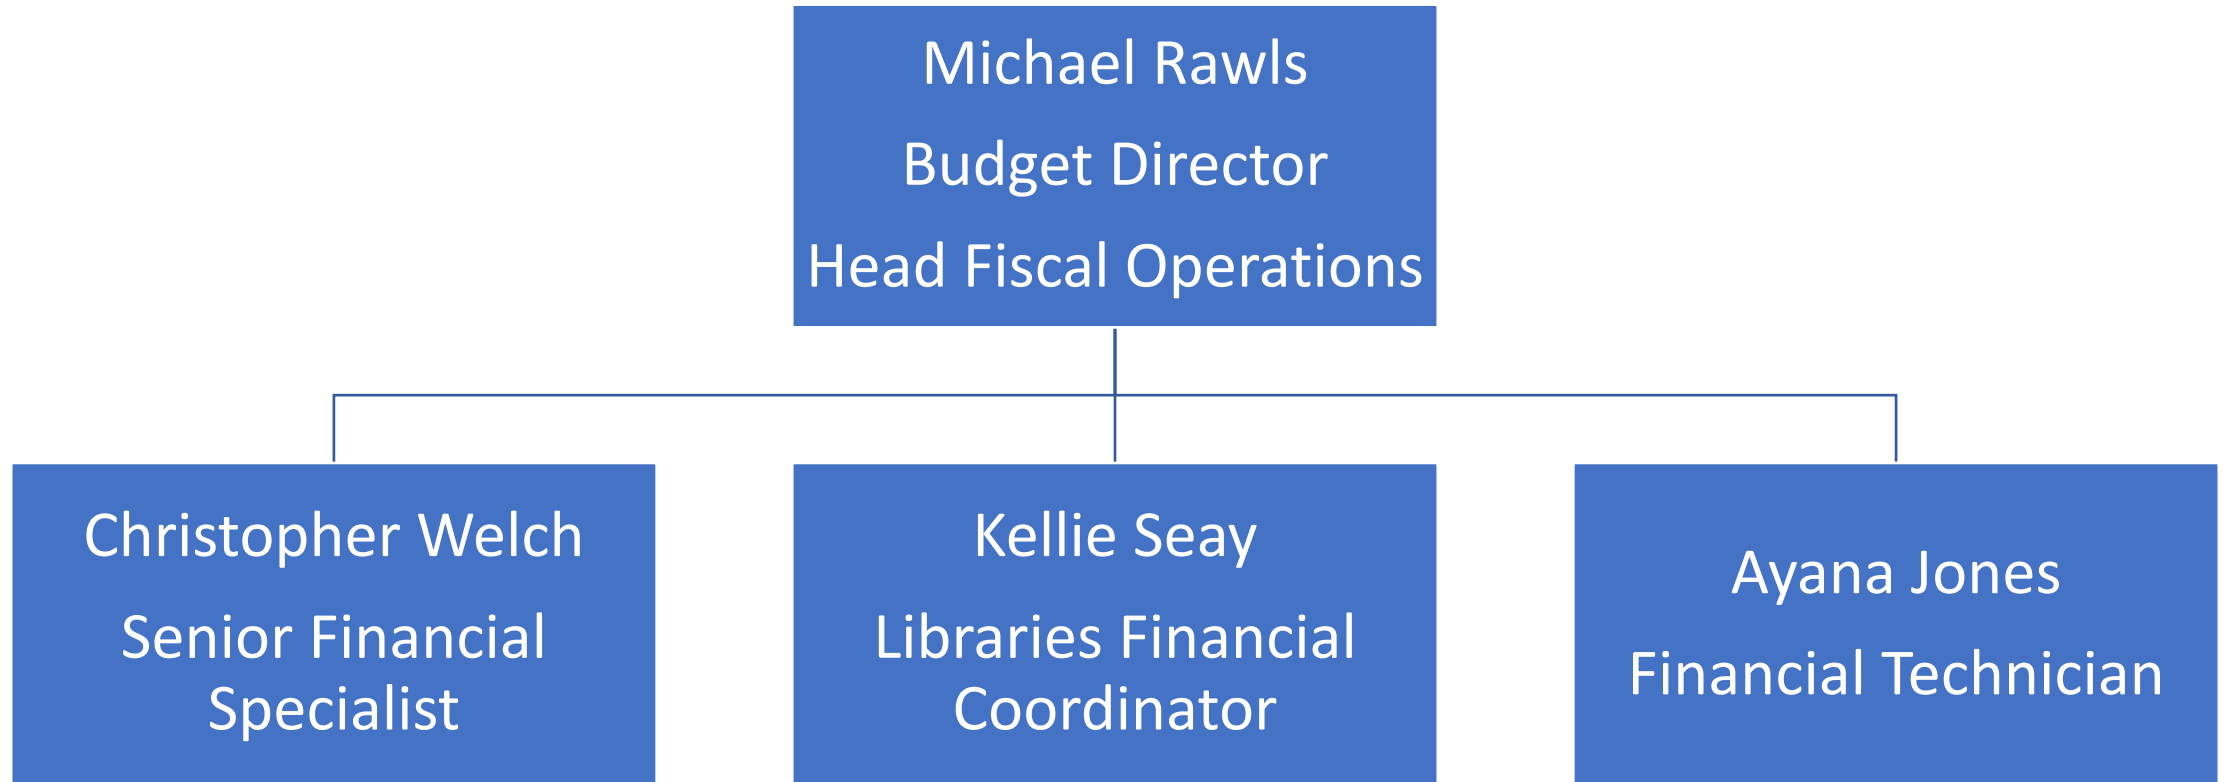 Michael Rawls
Budget Director
Head Fiscal Operations
Christopher Welch
Senior Financial
Specialist
Kellie Seay
Libraries Financial
Coordinator
Ayana Jones
Financial Technician